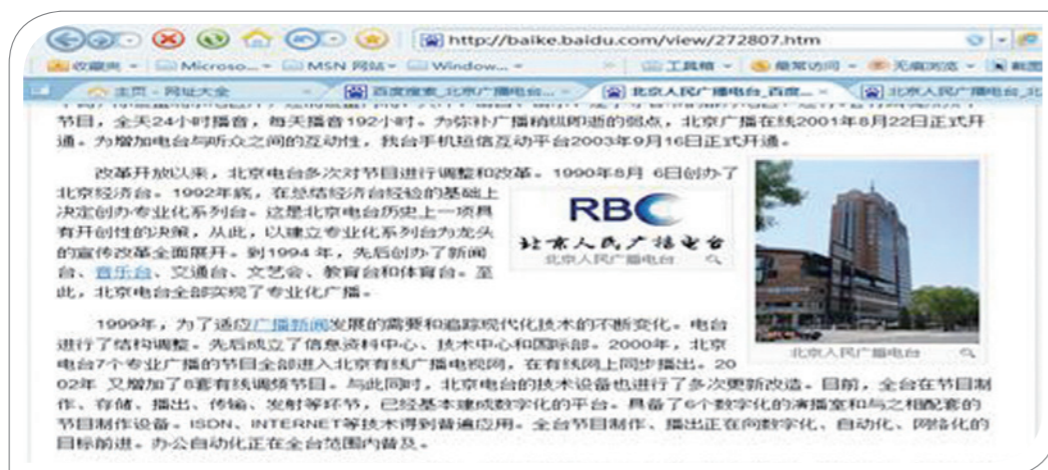 http://baike.baidu.com/view/272807.htm
收藏夹 Microso... MSN 网站 Window... 工具箱 最常访问 无痕浏览 截图
主页 - 网址大全 百度搜索_北京广播电台... 北京人民广播电台_百度... 北京人民广播电台_北
节目，全天24小时播音，每天播音192小时。为弥补广播稍纵即逝的弱点，北京广播在线2001年8月22日正式开
通。为增加电台与听众之间的互动性，我台手机短信互动平台2003年9月16日正式开通。
改革开放以来，北京电台多次对节目进行调整和改革。1990年8月 6日创办了
北京经济台。1992年底，在总结经济台经验的基础上
决定创办专业化系列台。这是北京电台历史上一项具
有开创性的决策，从此，以建立专业化系列台为龙头
的宣传改革全面展开。到1994 年，先后创办了新闻
台、音乐台、交通台、文艺会、教育台和体育台。至
此，北京电台全部实现了专业化广播。
RBC
北京人民广播电台
北京人民广播电台
1999年，为了适应广播新闻发展的需要和追踪现代化技术的不断变化。电台
进行了结构调整。先后成立了信息资料中心、技术中心和国际部。2000年，北京
电台7个专业广播的节目全部进入北京有线广播电视网，在有线网上同步播出。20
北京人民广播电台
02年 又增加了8套有线调频节目。与此同时，北京电台的技术设备也进行了多次更新改造。目前，全台在节目制
作、存储、播出、传输、发射等环节，已经基本建成数字化的平台。具备了6个数字化的演播室和与之相配套的
节目制作设备。ISDN、INTERNET等技术得到普遍应用。全台节目制作、播出正在向数字化、自动化、网络化的
目标前进。办公自动化正在全台范围内普及。